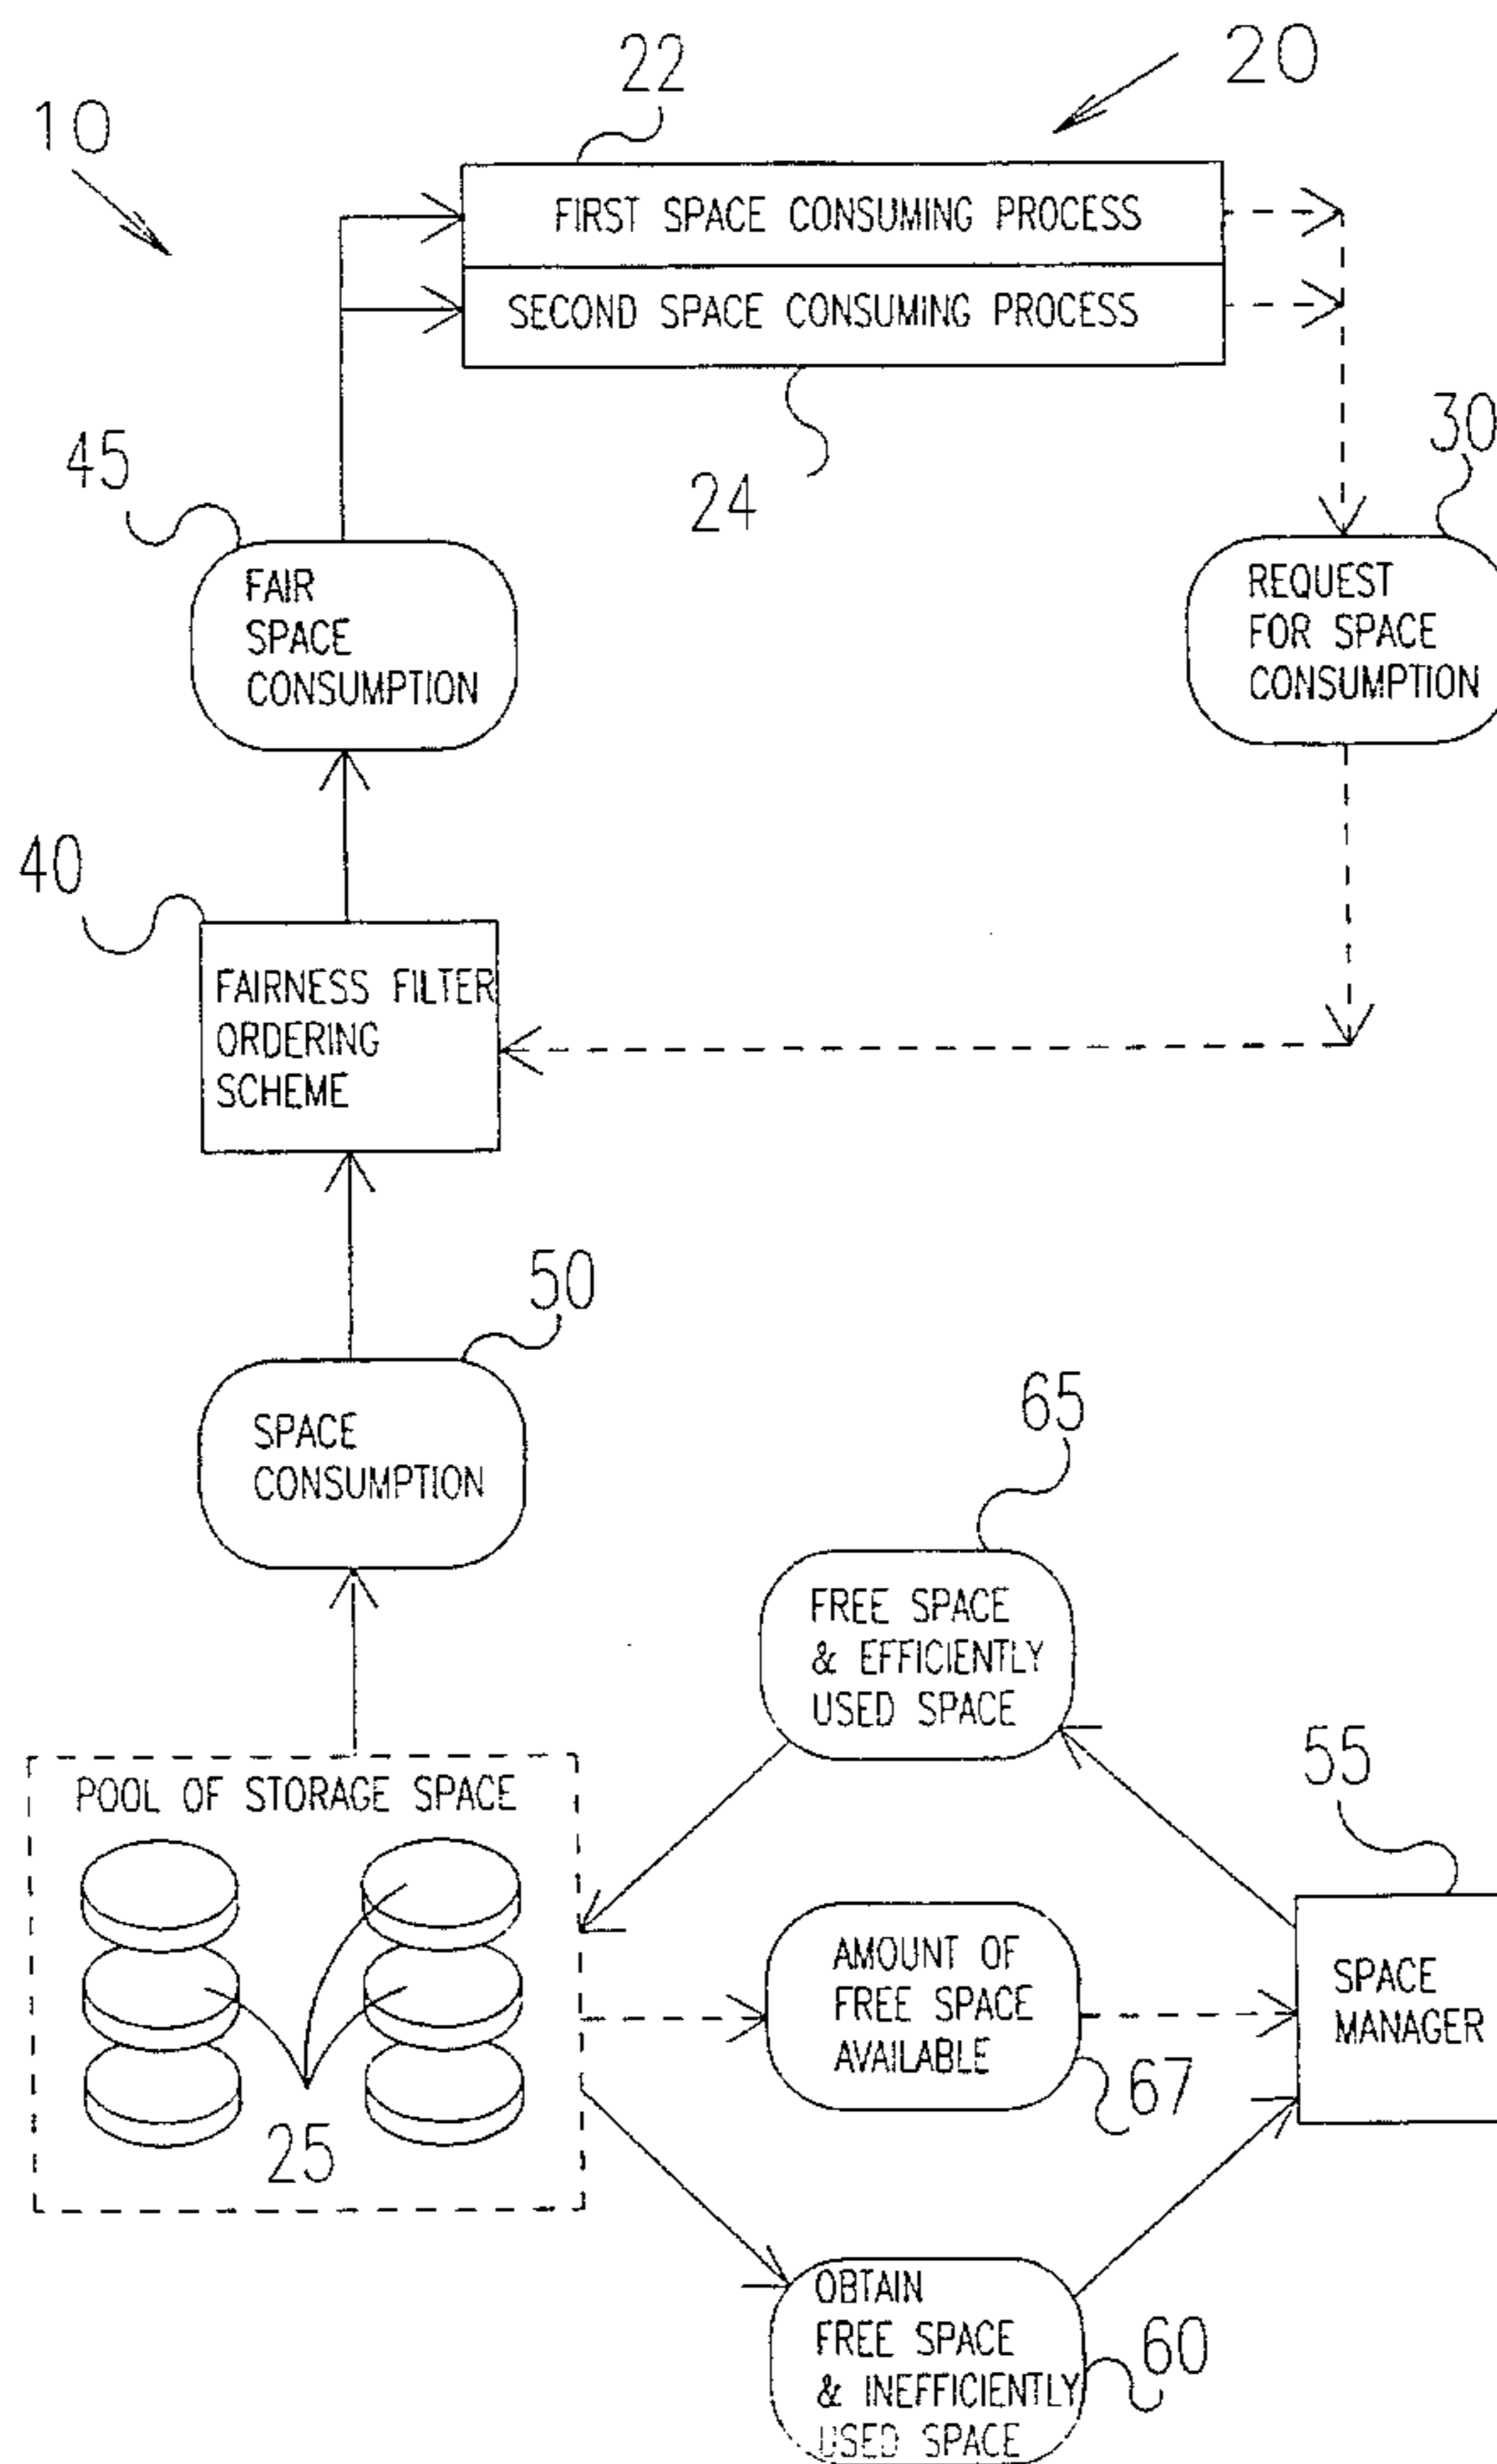 22
20
10
FIRST SPACE CONSUMING PROCESS
SECOND SPACE CONSUMING PROCESS
24
45
30
FAIR
SPACE
CONSUMPTION
REQUEST
FOR SPACE
CONSUMPTION
40
FAIRNESS FILTER
ORDERING
SCHEME
50
SPACE
CONSUMPTION
65
FREE SPACE
& EFFICIENTLY
USED SPACE
55
POOL OF STORAGE SPACE
25
AMOUNT OF
FREE SPACE
AVAILABLE
67
SPACE
MANAGER
OBTAIN
FREE SPACE
& INEFFICIENTLY
USED SPACE
60